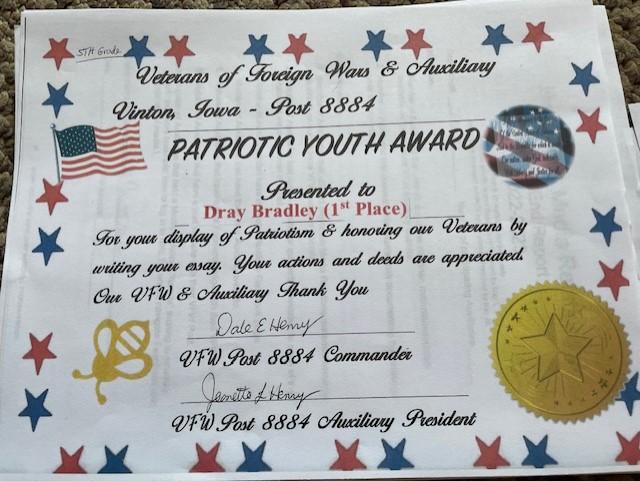 5TH Grade
Veterans of Foreign Wars & Auxiliary
Vinton, Iowa - Post 8884
PATRIOTIC YOUTH AWARD
Presented to
Dray Bradley (1st Place)
For your display of Patriotism & honoring our Veterans by
writing your essay. Your actions and deeds are appreciated.
Our VFW & Auxiliary Thank You
Dale E Henry
VFW Post 8884 Commander
Jeanette L Henry
VFW Post 8884 Auxiliary President